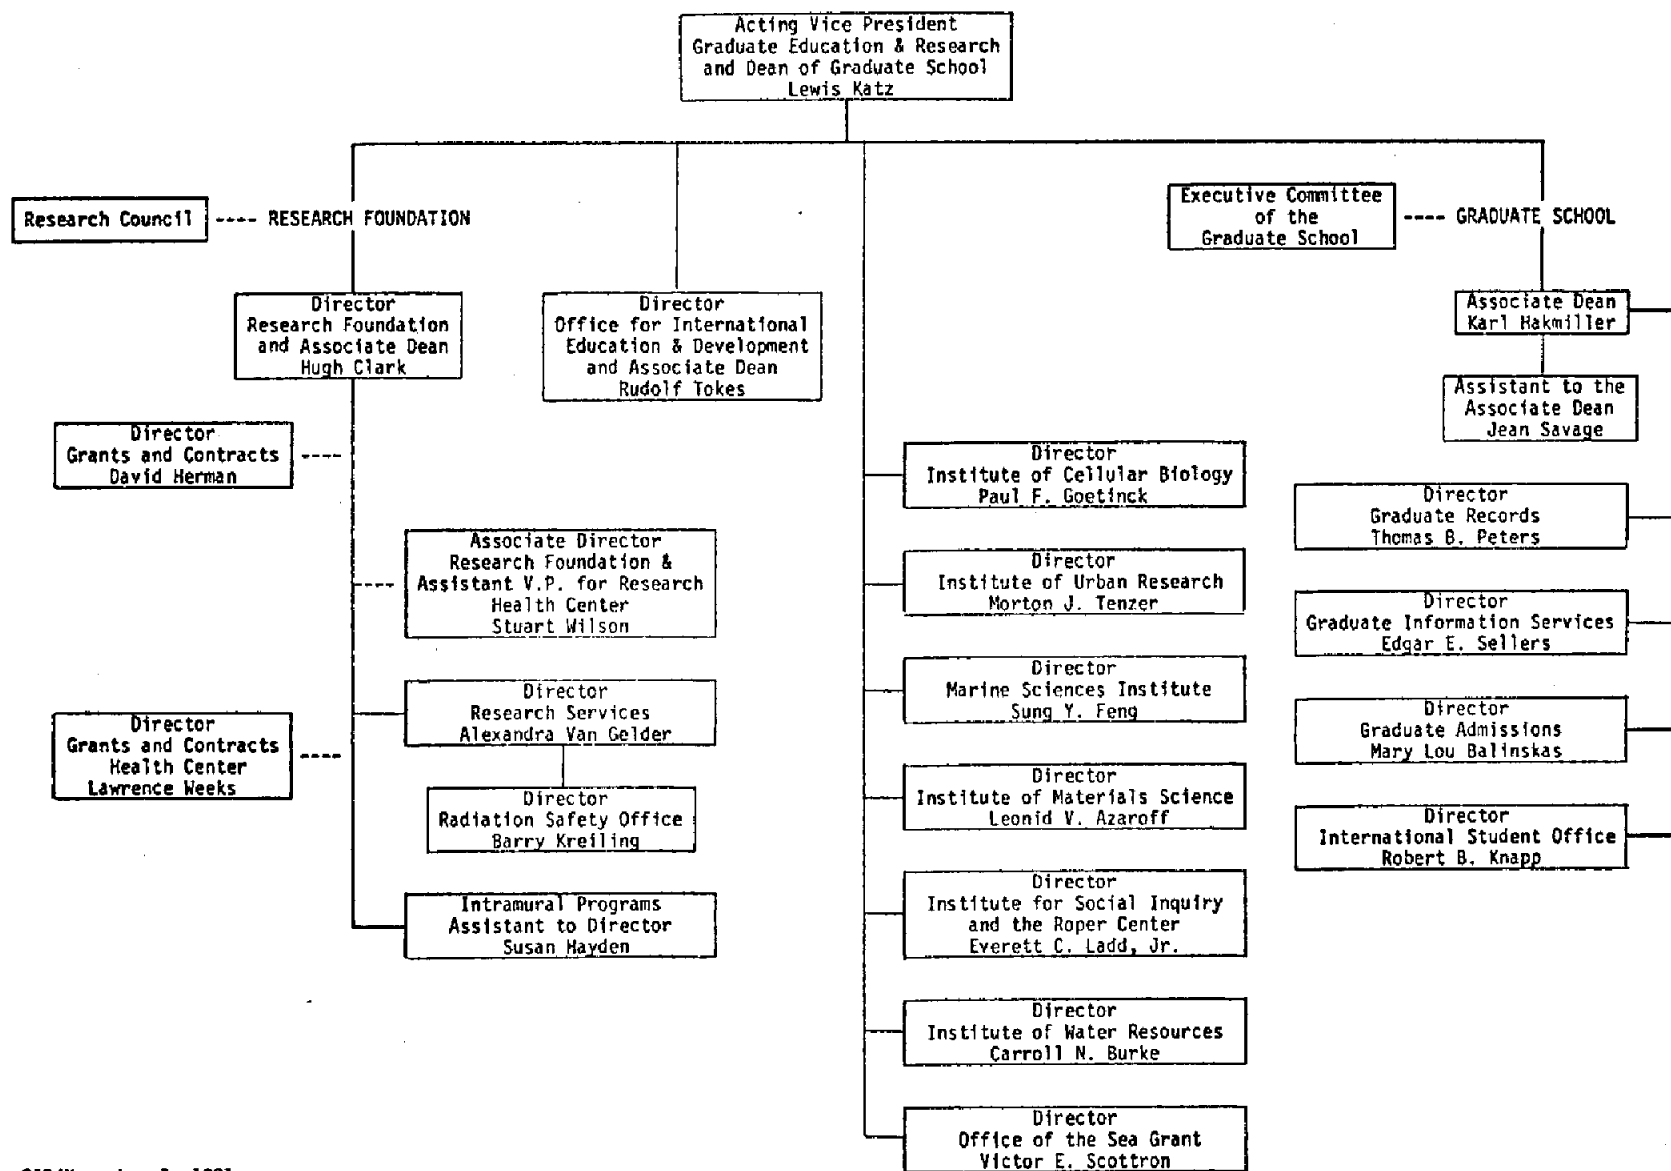 Acting Vice President
Graduate Education & Research
and Dean of Graduate School
Lewis Katz
Research Council ---- RESEARCH FOUNDATION
Executive Committee
of the
Graduate School
---- GRADUATE SCHOOL
Director
Research Foundation
and Associate Dean
Hugh Clark
Director
Office for International
Education & Development
and Associate Dean
Rudolf Tokes
Associate Dean
Karl Hakmiller
Assistant to the
Associate Dean
Jean Savage
Director
Grants and Contracts
David Herman
Associate Director
Research Foundation &
Assistant V.P. for Research
Health Center
Stuart Wilson
Director
Research Services
Alexandra Van Gelder
Director
Grants and Contracts
Health Center
Lawrence Weeks
Director
Radiation Safety Office
Barry Kreiling
Intramural Programs
Assistant to Director
Susan Hayden
Director
Institute of Cellular Biology
Paul F. Goetinck
Director
Institute of Urban Research
Morton J. Tenzer
Director
Marine Sciences Institute
Sung Y. Feng
Director
Institute of Materials Science
Leonid V. Azaroff
Director
Institute for Social Inquiry
and the Roper Center
Everett C. Ladd, Jr.
Director
Institute of Water Resources
Carroll N. Burke
Director
Office of the Sea Grant
Victor E. Scottron
Director
Graduate Records
Thomas B. Peters
Director
Graduate Information Services
Edgar E. Sellers
Director
Graduate Admissions
Mary Lou Balinskas
Director
International Student Office
Robert B. Knapp